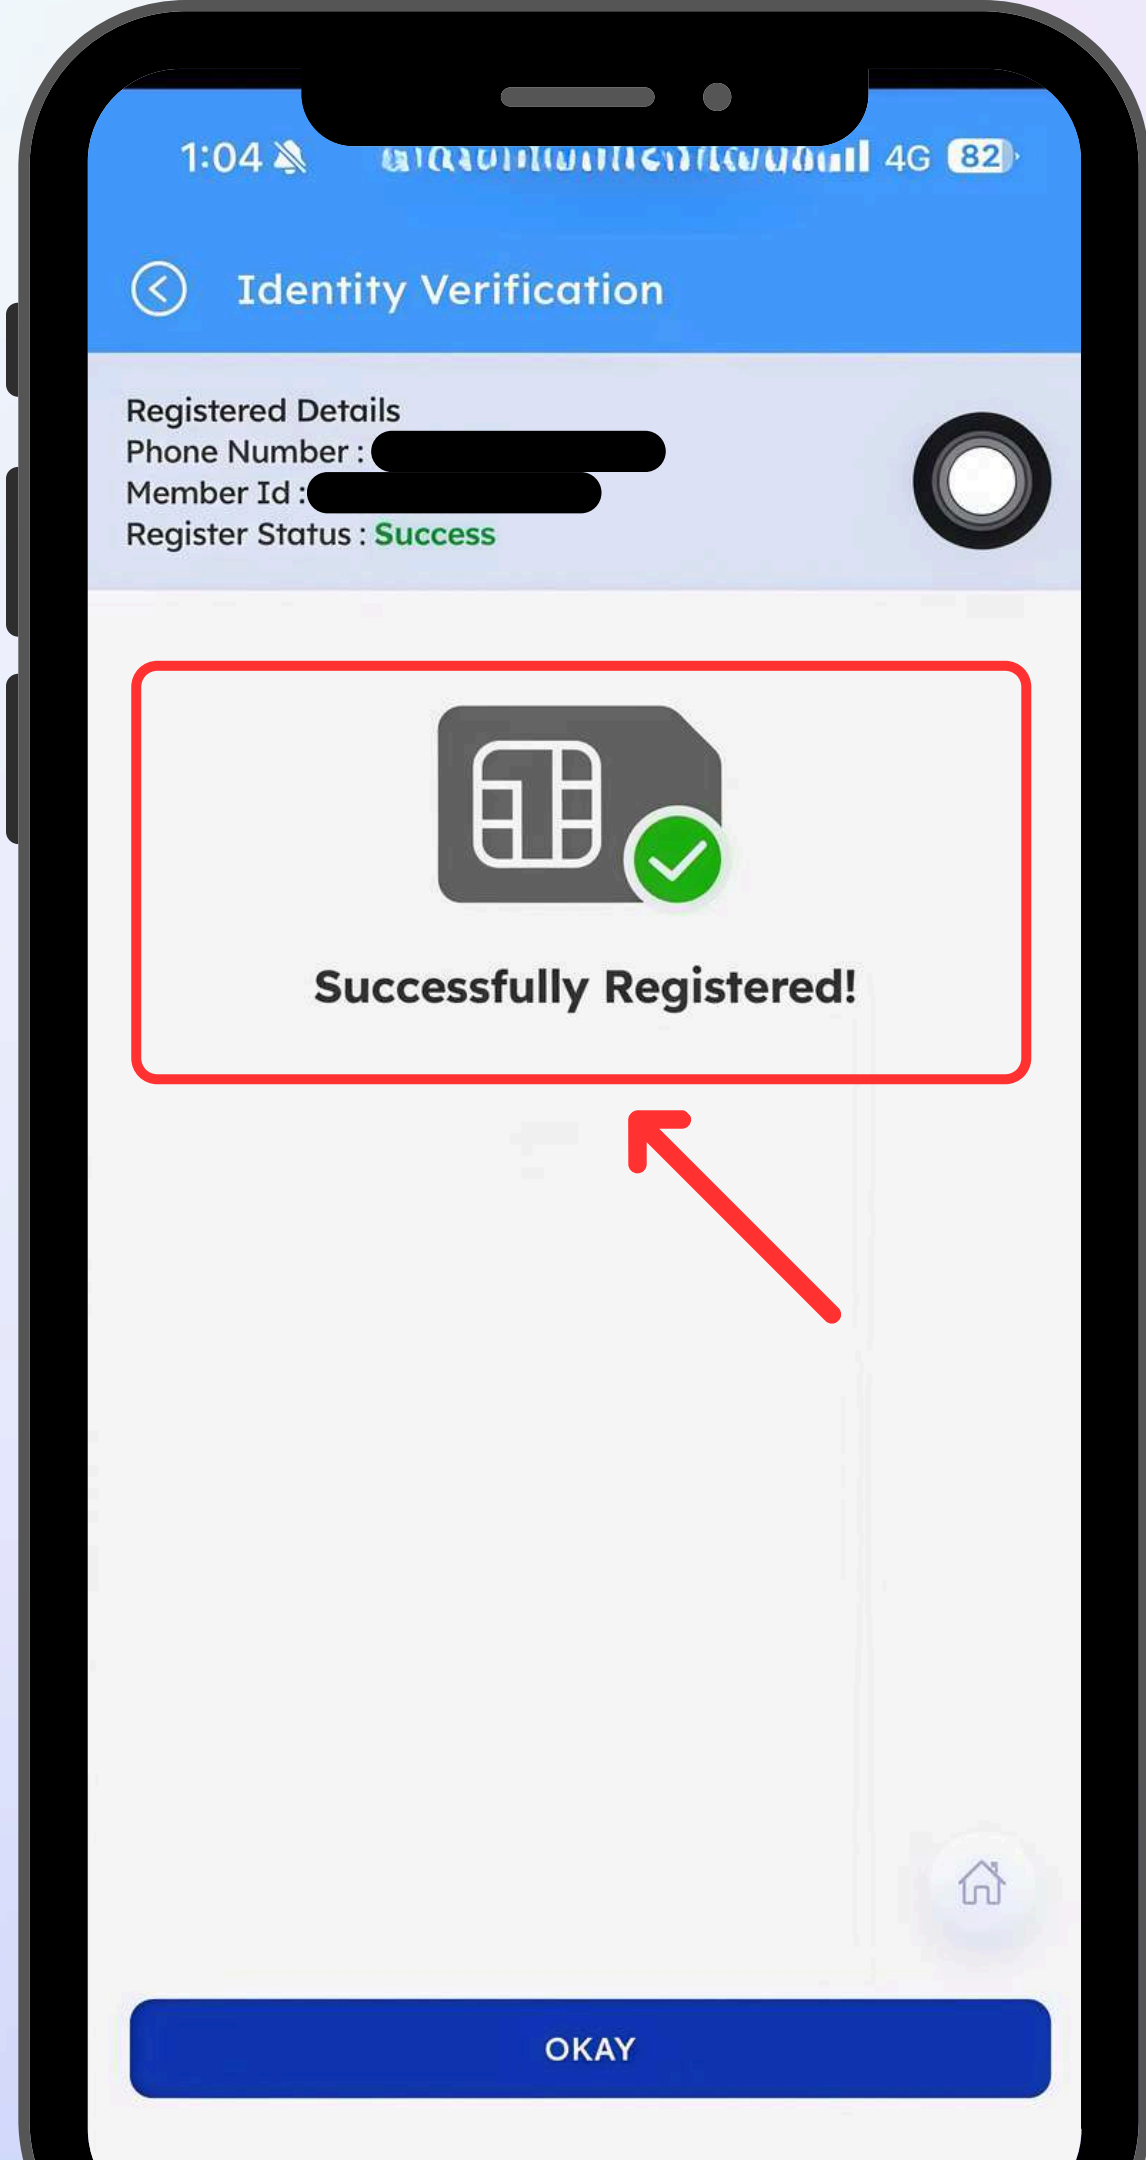 1:04
4G 82
Identity Verification
Registered Details
Phone Number :
Member Id :
Register Status : Success
Successfully Registered!
OKAY